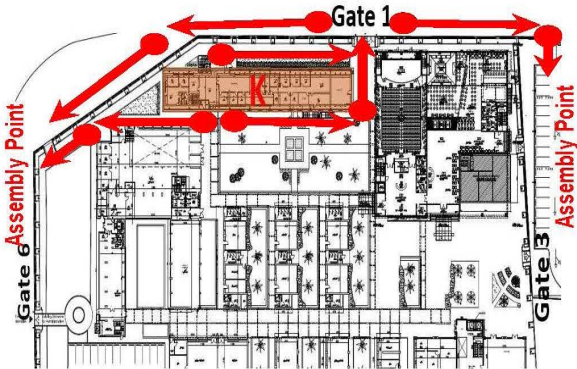 Gate 1
K
Assembly Point
Assembly Point
Gate 6
Gate 3